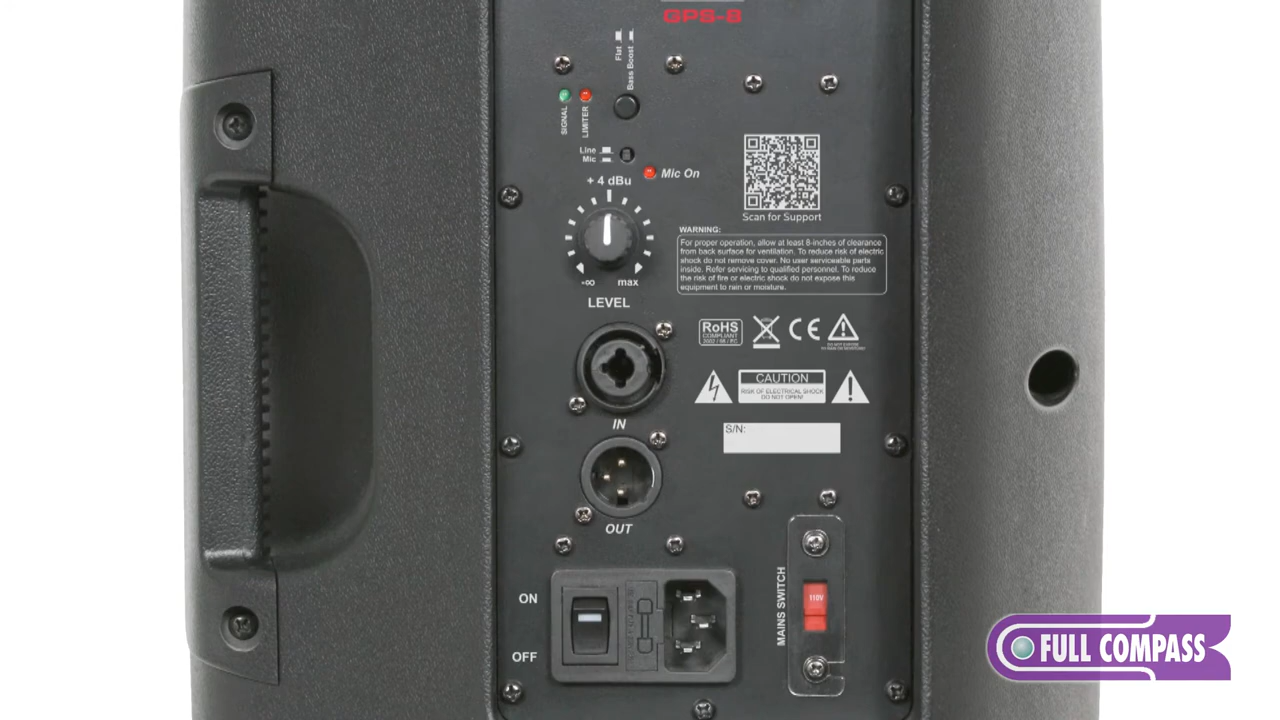 GPS-8
Flat
Bass Boost
SIGNAL
LIMITER
Line
Mic
Mic On
+ 4 dBu
Scan for Support
-∞ max
LEVEL
WARNING:
For proper operation, allow at least 8-inches of clearance
from back surface for ventilation. To reduce risk of electric
shock do not remove cover. No user serviceable parts
inside. Refer servicing to qualified personnel. To reduce
the risk of fire or electric shock do not expose this
equipment to rain or moisture.
RoHS
COMPLIANT
2002 / 95 / EC
CE
CAUTION
RISK OF ELECTRICAL SHOCK
DO NOT OPEN!
IN
S/N:
OUT
ON
OFF
MAINS SWITCH
110V
FULL COMPASS